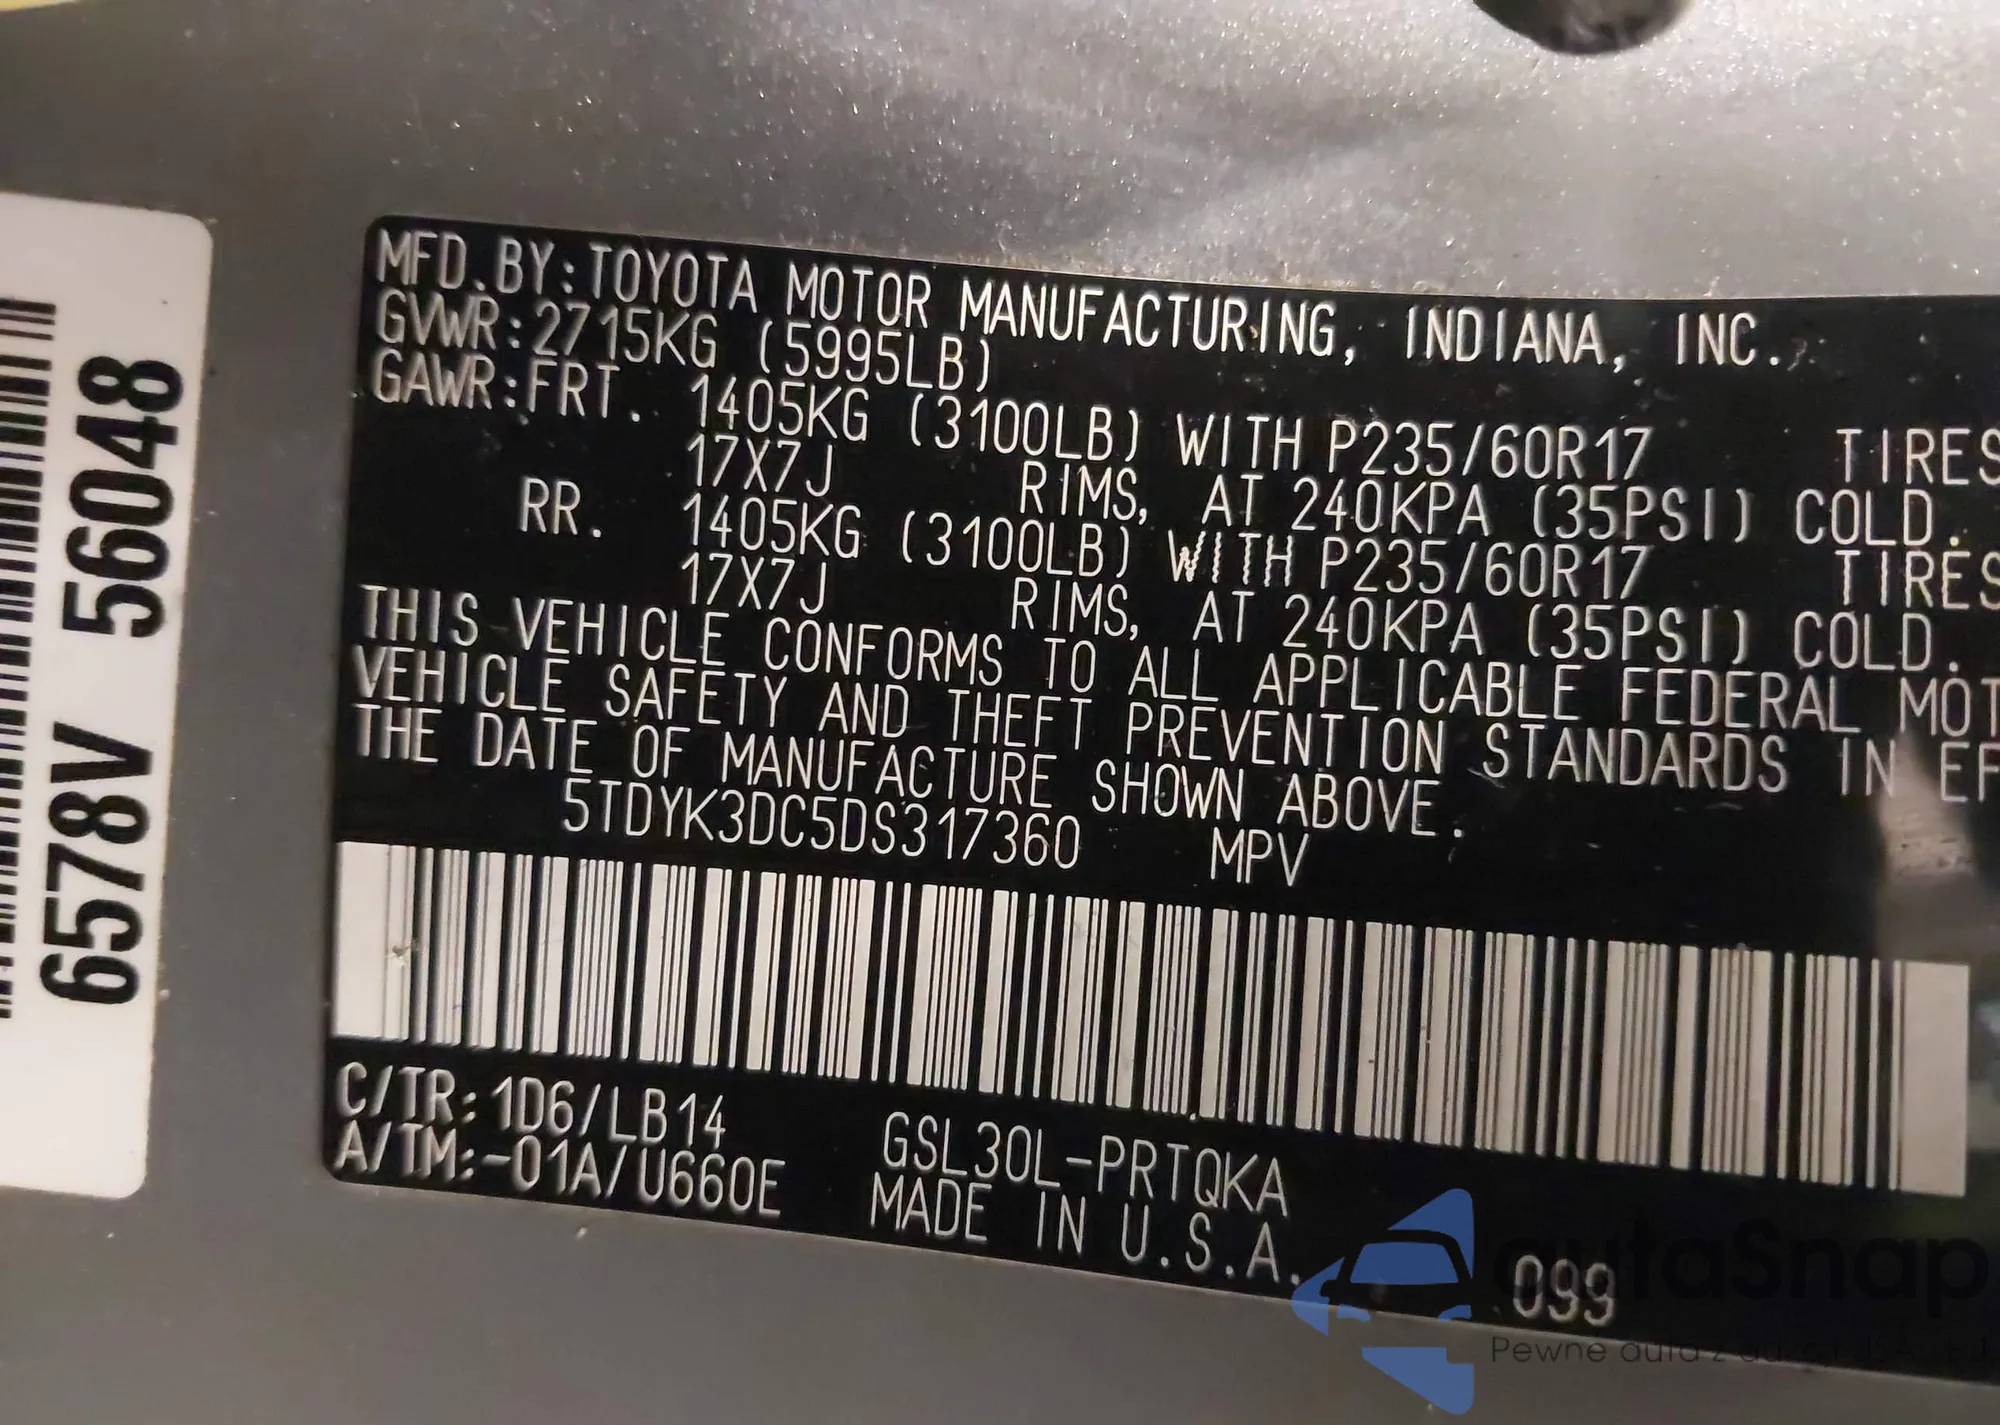 MFD.BY:TOYOTA MOTOR MANUFACTURING, INDIANA, INC.
GVWR:2715KG (5995LB)
GAWR:FRT. 1405KG (3100LB) WITH P235/60R17 TIRES
17X7J RIMS, AT 240KPA (35PSI) COLD.
RR. 1405KG (3100LB) WITH P235/60R17 TIRES
17X7J RIMS, AT 240KPA (35PSI) COLD.
THIS VEHICLE CONFORMS TO ALL APPLICABLE FEDERAL MOT
VEHICLE SAFETY AND THEFT PREVENTION STANDARDS IN EF
THE DATE OF MANUFACTURE SHOWN ABOVE.
5TDYK3DC5DS317360 MPV
C/TR:1D6/LB14 GSL30L-PRTQKA
A/TM:-01A/U660E MADE IN U.S.A.
099
6578V 56048
autaSnap
Pewne auta z